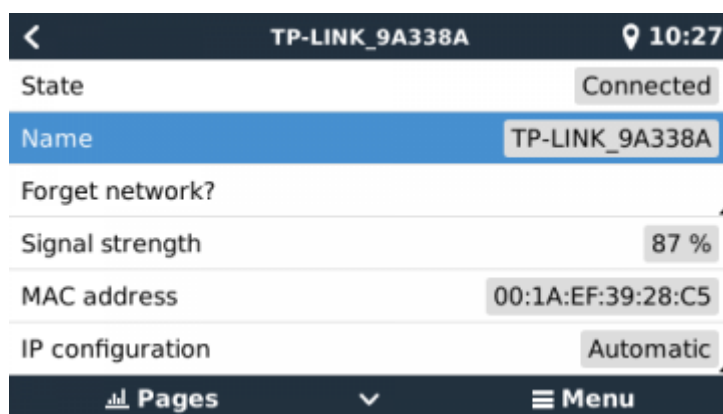 TP-LINK_9A338A 10:27
State Connected
Name TP-LINK_9A338A
Forget network?
Signal strength 87 %
MAC address 00:1A:EF:39:28:C5
IP configuration Automatic
Pages Menu